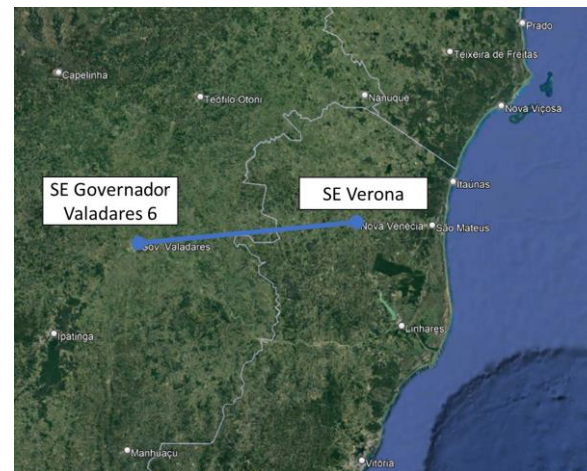 Prado
Teixeira de Freitas
Capelinha
Teófilo Otoni
Nanuque
Nova Viçosa
SE Governador
Valadares 6
SE Verona
Itaúnas
Nova Venécia
São Mateus
Gov. Valadares
Linhares
Ipatinga
Manhuaçu
Vitória